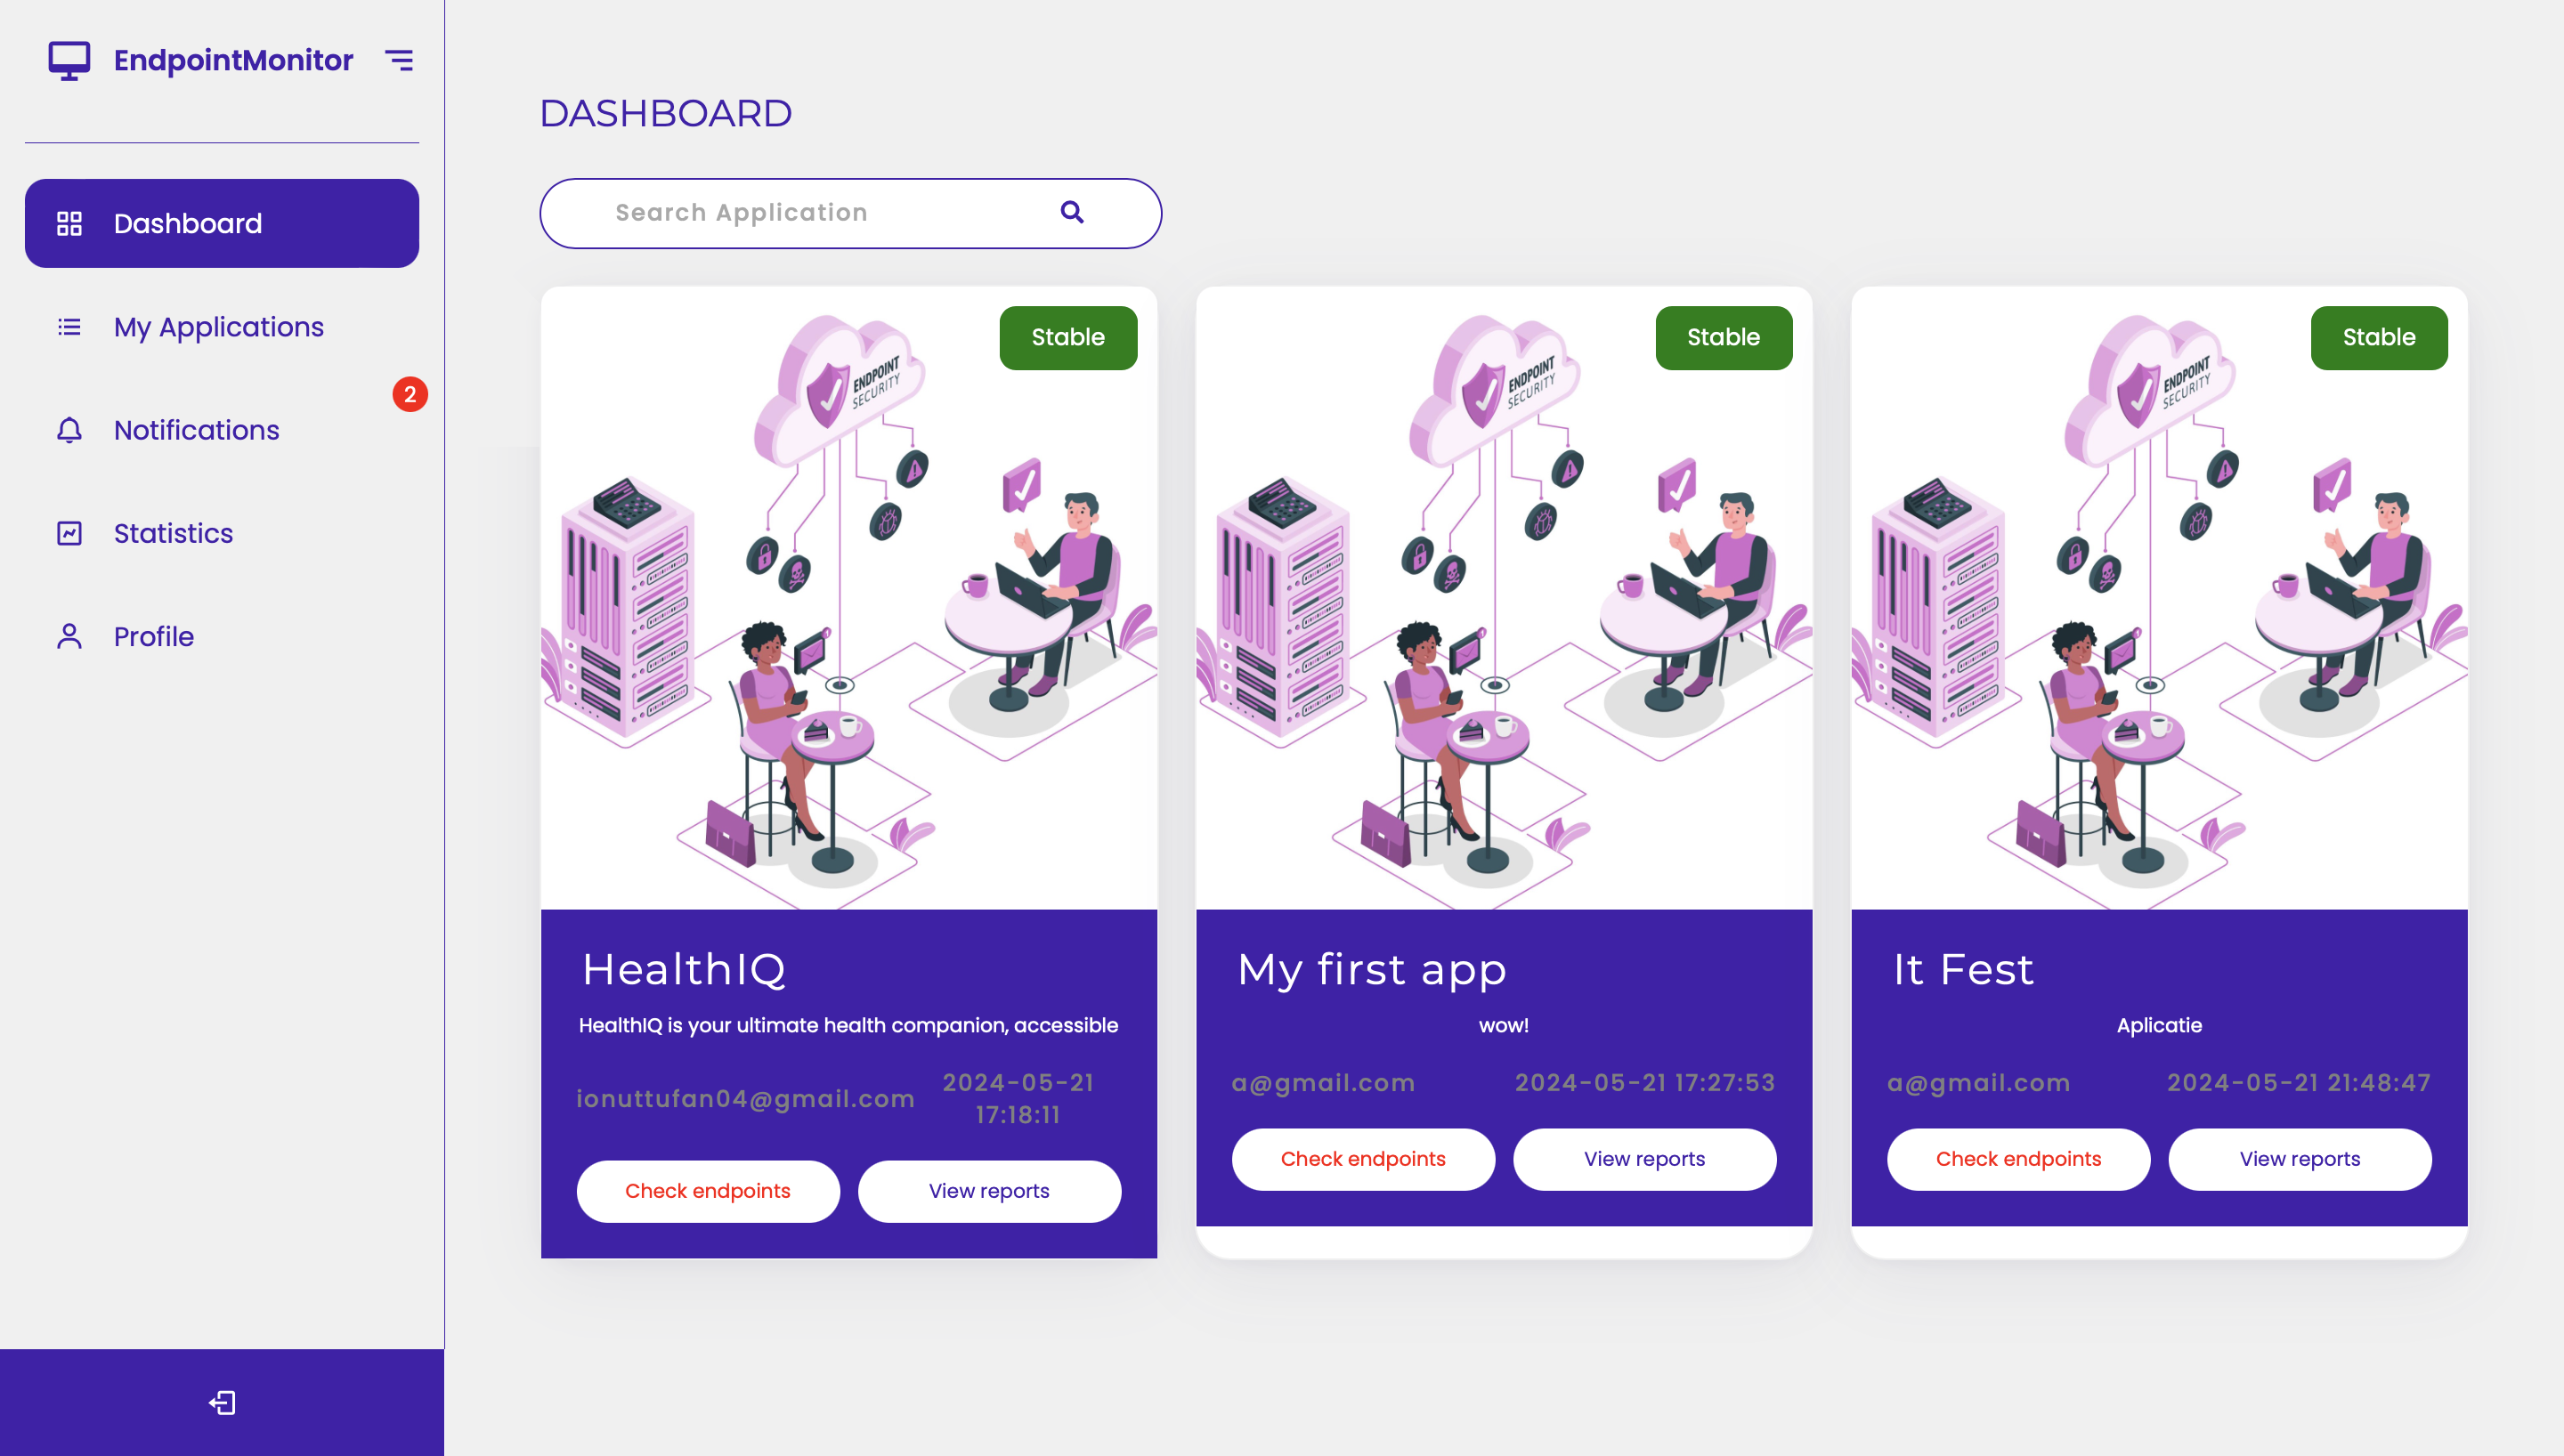 EndpointMonitor
Dashboard
My Applications
2
Notifications
Statistics
Profile
DASHBOARD
Search Application
Stable
ENDPOINT
SECURITY
HealthIQ
HealthIQ is your ultimate health companion, accessible
ionuttufan04@gmail.com
2024-05-21
17:18:11
Check endpoints
View reports
Stable
ENDPOINT
SECURITY
My first app
wow!
a@gmail.com
2024-05-21 17:27:53
Check endpoints
View reports
Stable
ENDPOINT
SECURITY
It Fest
Aplicatie
a@gmail.com
2024-05-21 21:48:47
Check endpoints
View reports